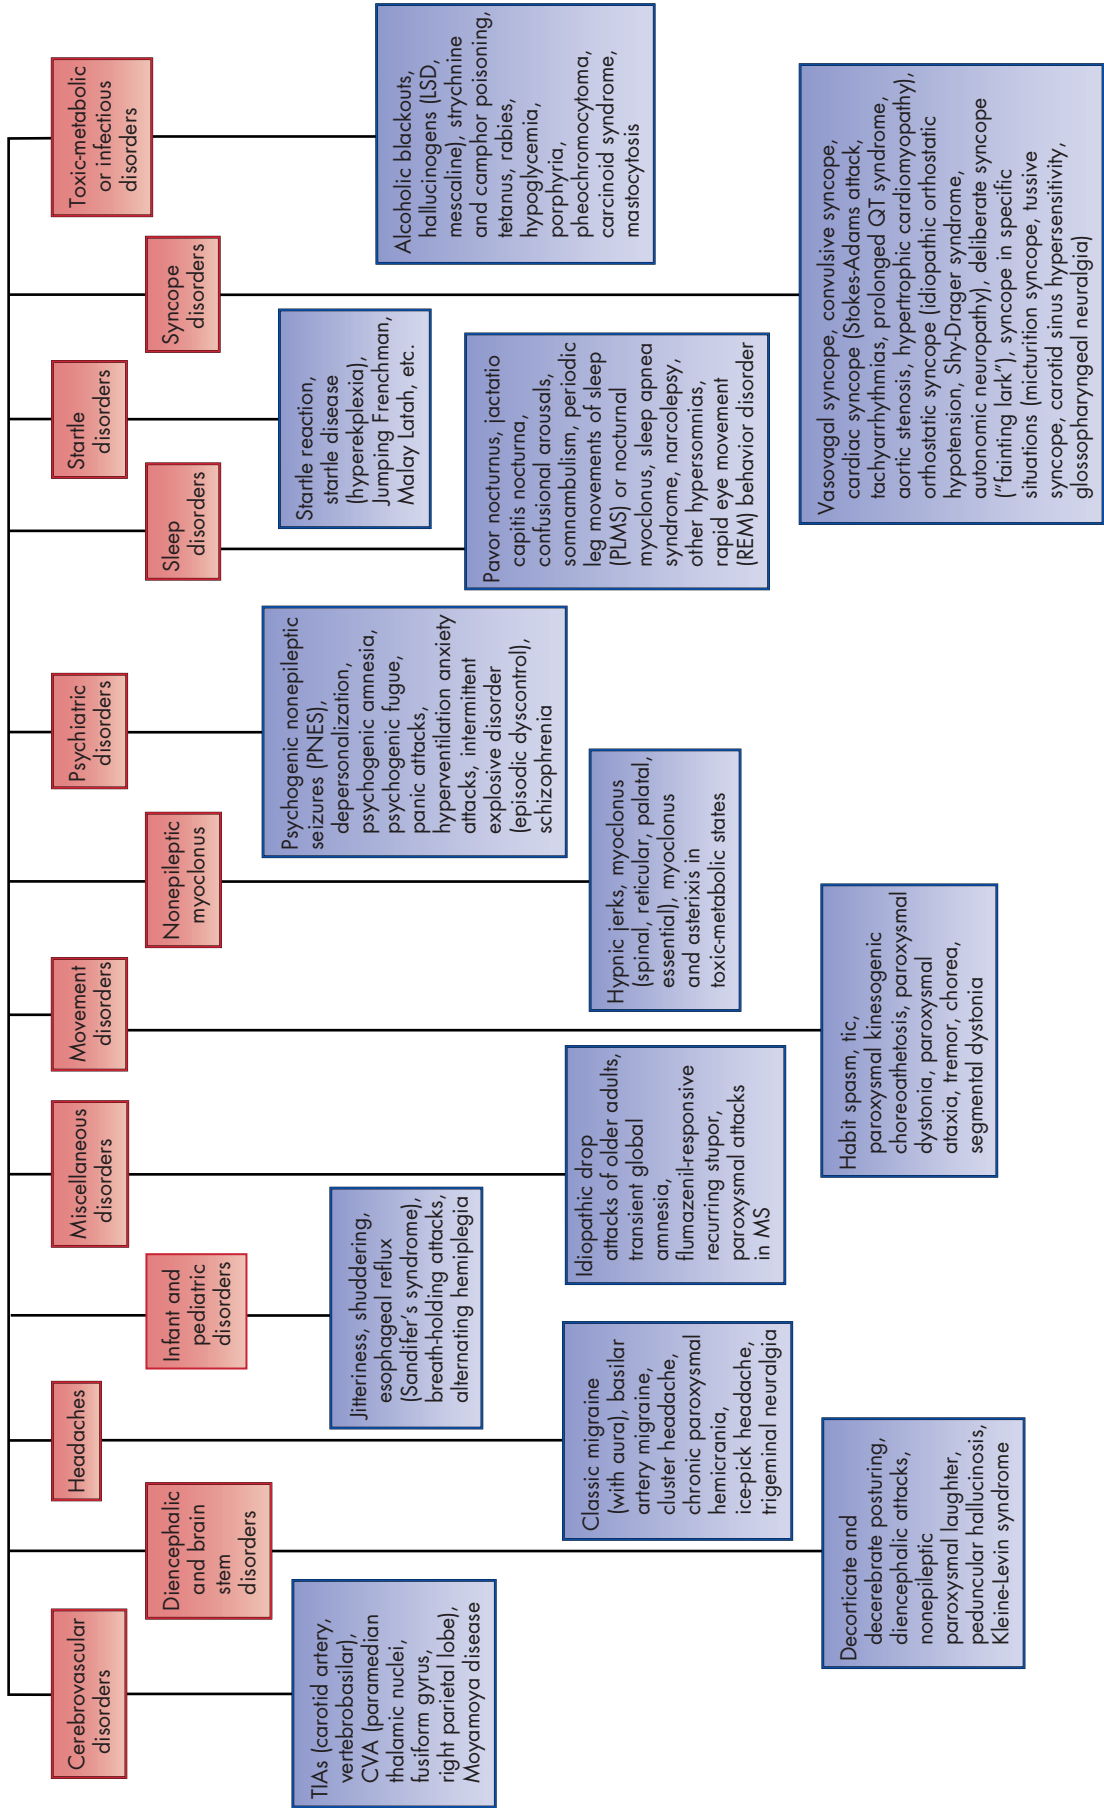 Cerebrovascular
disorders
TIAs (carotid artery,
vertebrobasilar),
CVA (paramedian
thalamic nuclei,
fusiform gyrus,
right parietal lobe),
Moyamoya disease
Diencephalic
and brain
stem
disorders
Decorticate and
decerebrate posturing,
diencephalic attacks,
nonepileptic
paroxysmal laughter,
peduncular hallucinosis,
Kleine-Levin syndrome
Headaches
Classic migraine
(with aura), basilar
artery migraine,
cluster headache,
chronic paroxysmal
hemicrania,
ice-pick headache,
trigeminal neuralgia
Infant and
pediatric
disorders
Jitteriness, shuddering,
esophageal reflux
(Sandifer’s syndrome),
breath-holding attacks,
alternating hemiplegia
Miscellaneous
disorders
Idiopathic drop
attacks of older adults,
transient global
amnesia,
flumazenil-responsive
recurring stupor,
paroxysmal attacks
in MS
Movement
disorders
Habit spasm, tic,
paroxysmal kinesogenic
choreoathetosis, paroxysmal
dystonia, paroxysmal
ataxia, tremor, chorea,
segmental dystonia
Nonepileptic
myoclonus
Hypnic jerks, myoclonus
(spinal, reticular, palatal,
essential), myoclonus
and asterixis in
toxic-metabolic states
Psychiatric
disorders
Psychogenic nonepileptic
seizures (PNES),
depersonalization,
psychogenic amnesia,
psychogenic fugue,
panic attacks,
hyperventilation anxiety
attacks, intermittent
explosive disorder
(episodic dyscontrol),
schizophrenia
Sleep
disorders
Pavor nocturnus, jactatio
capitis nocturna,
confusional arousals,
somnambulism, periodic
leg movements of sleep
(PLMS) or nocturnal
myoclonus, sleep apnea
syndrome, narcolepsy,
other hypersomnias,
rapid eye movement
(REM) behavior disorder
Startle
disorders
Startle reaction,
startle disease
(hyperekplexia),
Jumping Frenchman,
Malay Latah, etc.
Syncope
disorders
Vasovagal syncope, convulsive syncope,
cardiac syncope (Stokes-Adams attack,
tachyarrhythmias, prolonged QT syndrome,
aortic stenosis, hypertrophic cardiomyopathy),
orthostatic syncope (idiopathic orthostatic
hypotension, Shy-Drager syndrome,
autonomic neuropathy), deliberate syncope
(“fainting lark”), syncope in specific
situations (micturition syncope, tussive
syncope, carotid sinus hypersensitivity,
glossopharyngeal neuralgia)
Toxic-metabolic
or infectious
disorders
Alcoholic blackouts,
hallucinogens (LSD,
mescaline), strychnine
and camphor poisoning,
tetanus, rabies,
hypoglycemia,
porphyria,
pheochromocytoma,
carcinoid syndrome,
mastocytosis